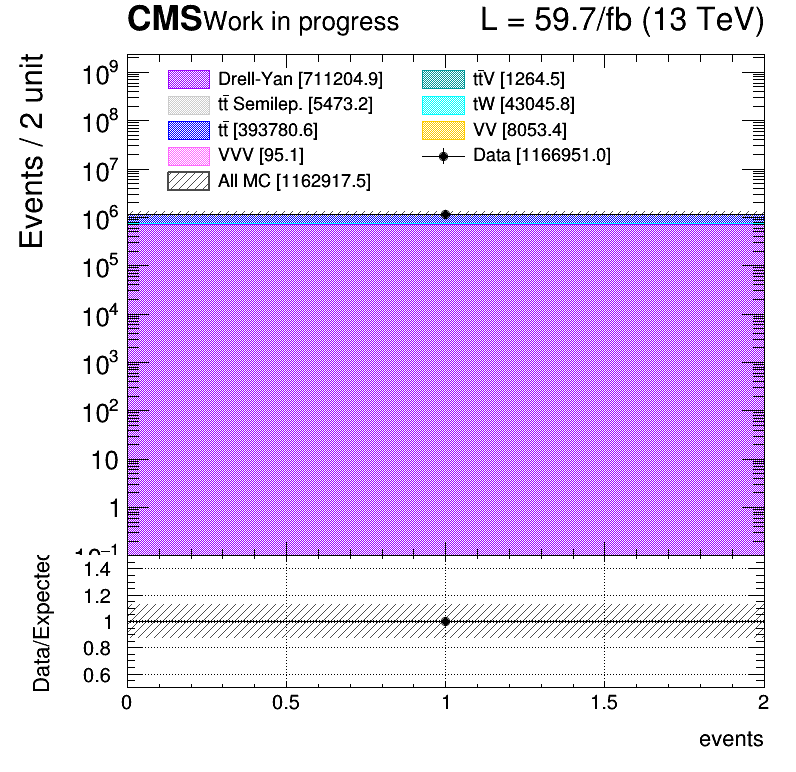 CMS Work in progress L = 59.7/fb (13 TeV)
Events / 2 unit
10⁹
10⁸
10⁷
10⁶
10⁵
10⁴
10³
10²
10
1
10⁻¹
Drell-Yan [711204.9]
tt̄ Semilep. [5473.2]
tt̄ [393780.6]
VVV [95.1]
All MC [1162917.5]
tt̄V [1264.5]
tW [43045.8]
VV [8053.4]
Data [1166951.0]
Data/Expected
1.4
1.2
1
0.8
0.6
0 0.5 1 1.5 2
events